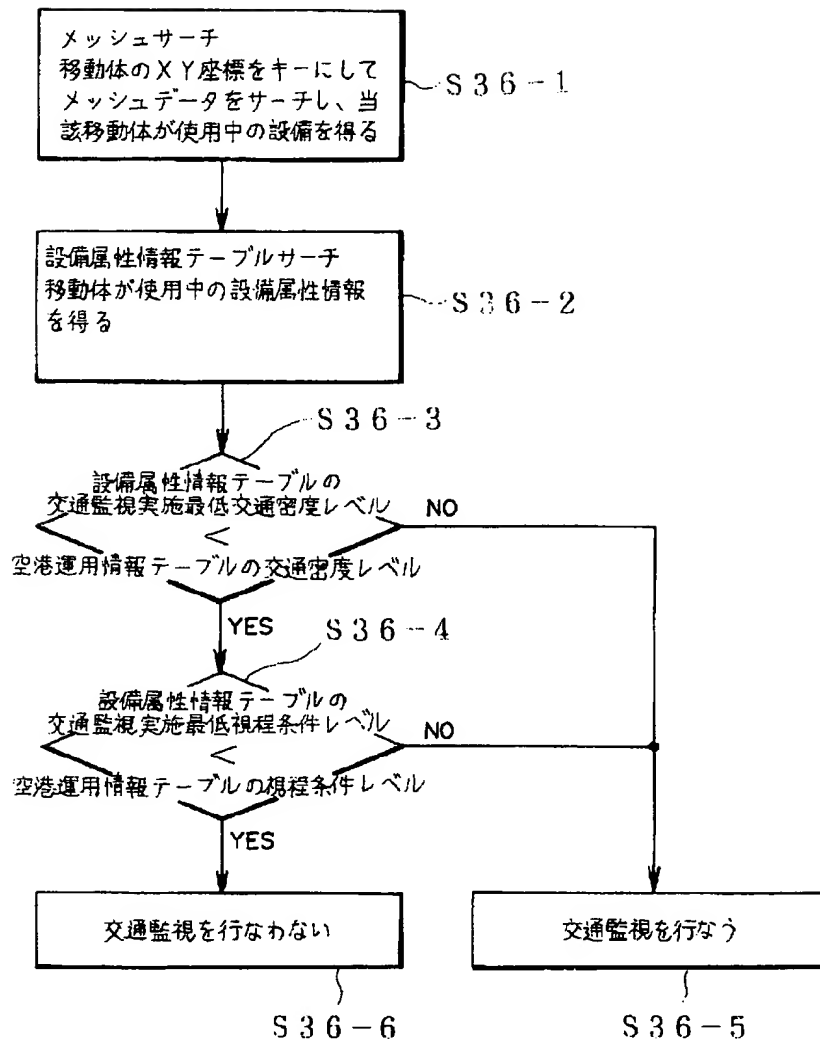 メッシュサーチ
移動体のXY座標をキーにして
メッシュデータをサーチし、当
該移動体が使用中の設備を得る
S36-1
設備属性情報テーブルサーチ
移動体が使用中の設備属性情報
を得る
S36-2
S36-3
設備属性情報テーブルの
交通監視実施最低交通密度レベル
<
空港運用情報テーブルの交通密度レベル
NO
YES
S36-4
設備属性情報テーブルの
交通監視実施最低視程条件レベル
<
空港運用情報テーブルの視程条件レベル
NO
YES
交通監視を行なわない
交通監視を行なう
S36-6
S36-5